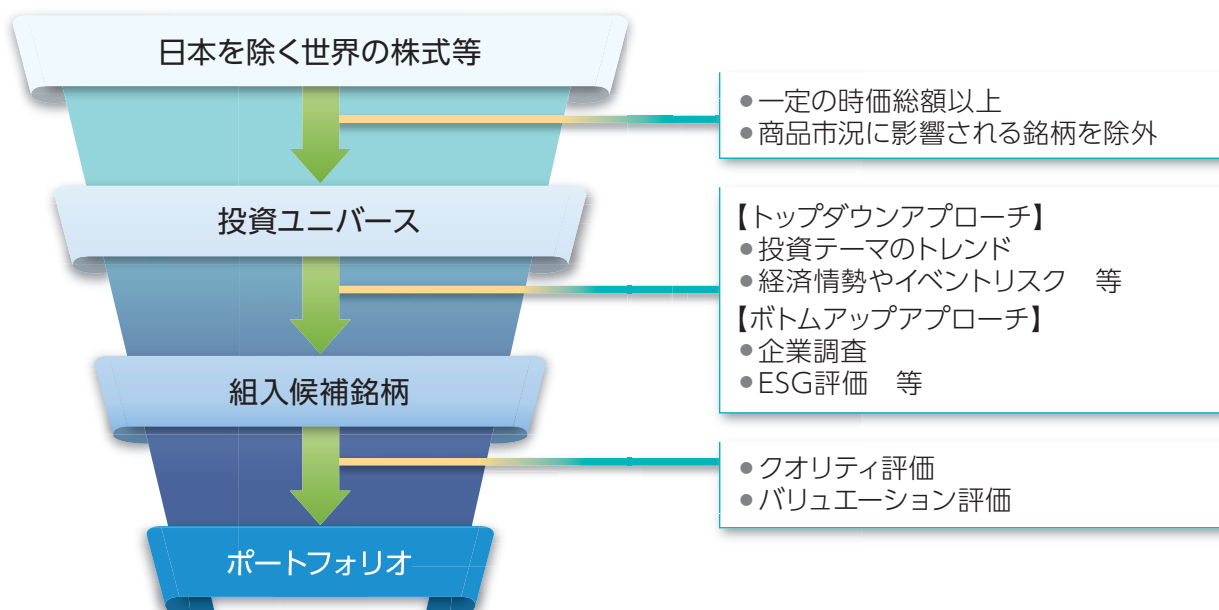 日本を除く世界の株式等
●一定の時価総額以上
●商品市況に影響される銘柄を除外
投資ユニバース
【トップダウンアプローチ】
●投資テーマのトレンド
●経済情勢やイベントリスク　等
【ボトムアップアプローチ】
●企業調査
●ESG評価　等
組入候補銘柄
●クオリティ評価
●バリュエーション評価
ポートフォリオ